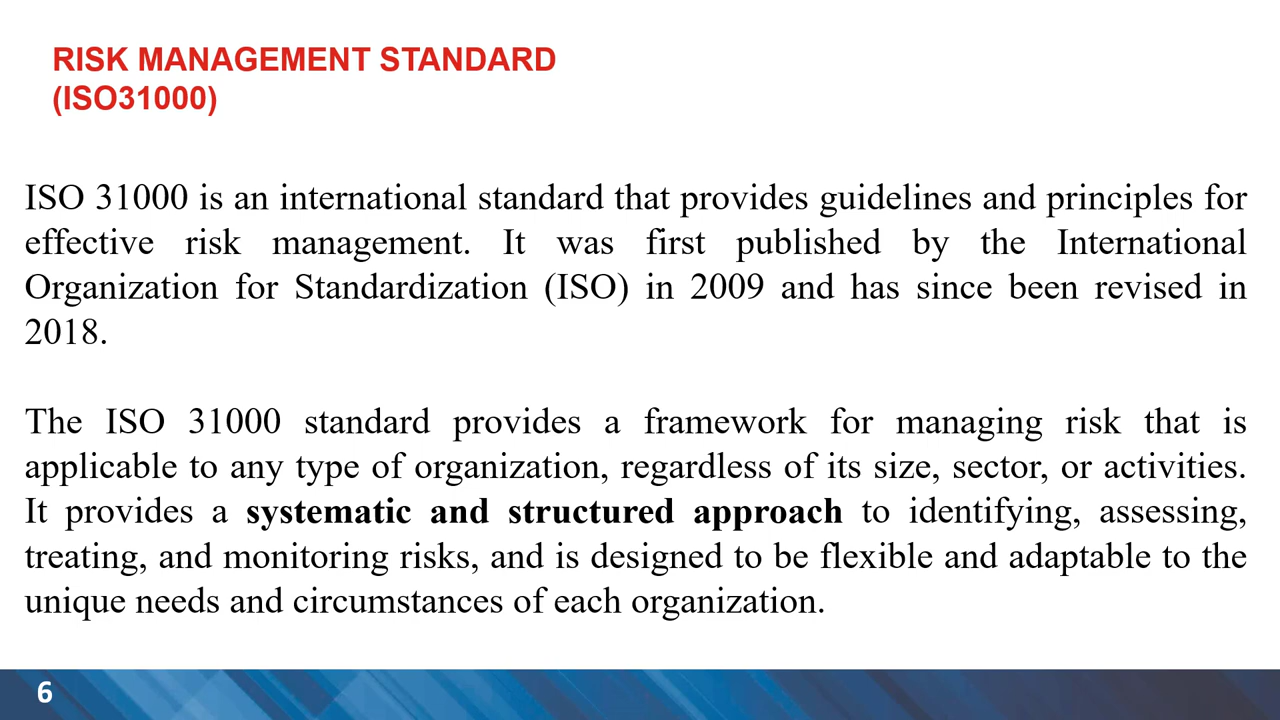 RISK MANAGEMENT STANDARD
(ISO31000)
ISO 31000 is an international standard that provides guidelines and principles for
effective risk management. It was first published by the International
Organization for Standardization (ISO) in 2009 and has since been revised in
2018.
The ISO 31000 standard provides a framework for managing risk that is
applicable to any type of organization, regardless of its size, sector, or activities.
It provides a systematic and structured approach to identifying, assessing,
treating, and monitoring risks, and is designed to be flexible and adaptable to the
unique needs and circumstances of each organization.
6